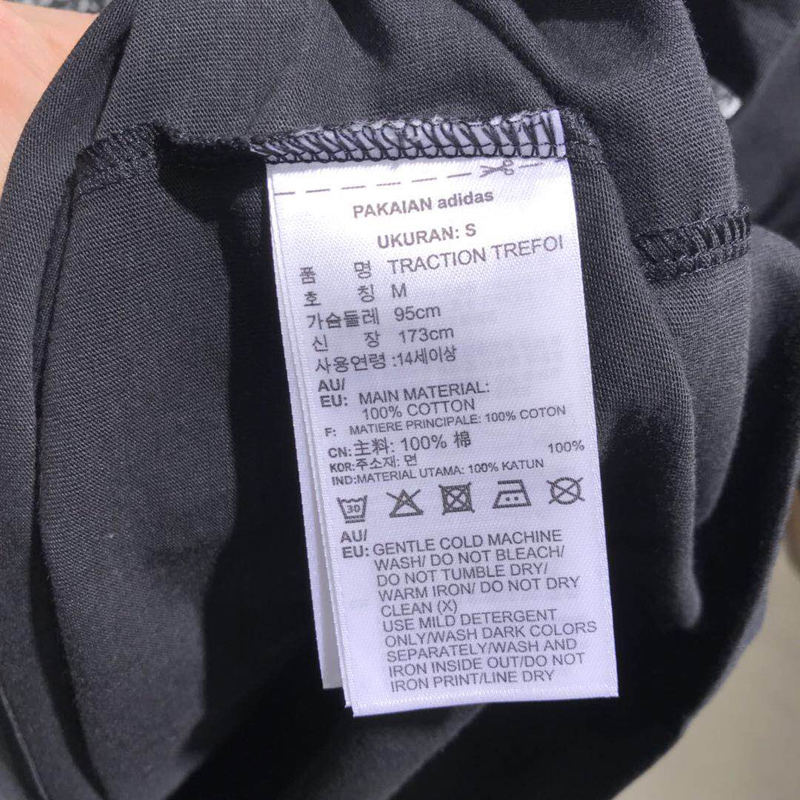 PAKAIAN adidas
UKURAN: S
품 명 TRACTION TREFOI
호 칭 M
가슴둘레 95cm
신 장 173cm
사용연령 :14세이상
AU/
EU: MAIN MATERIAL:
100% COTTON
F: MATIERE PRINCIPALE: 100% COTON
CN: 主料: 100% 棉
KOR: 주소재: 면 100%
IND: MATERIAL UTAMA: 100% KATUN
30
AU/
EU: GENTLE COLD MACHINE
WASH/ DO NOT BLEACH/
DO NOT TUMBLE DRY/
WARM IRON/ DO NOT DRY
CLEAN (X)
USE MILD DETERGENT
ONLY/WASH DARK COLORS
SEPARATELY/WASH AND
IRON INSIDE OUT/DO NOT
IRON PRINT/LINE DRY